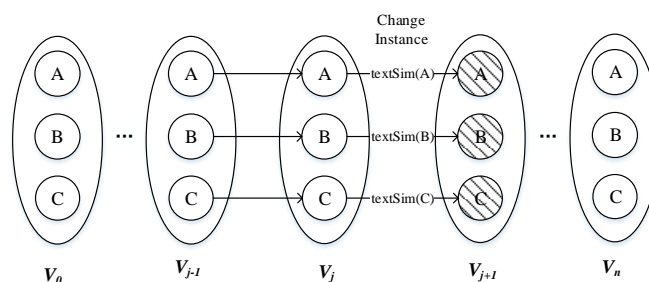 Change
Instance
A A A textSim(A) A A
B ... B B textSim(B) B ... B
C C C textSim(C) C C
V0 Vj-1 Vj Vj+1 Vn